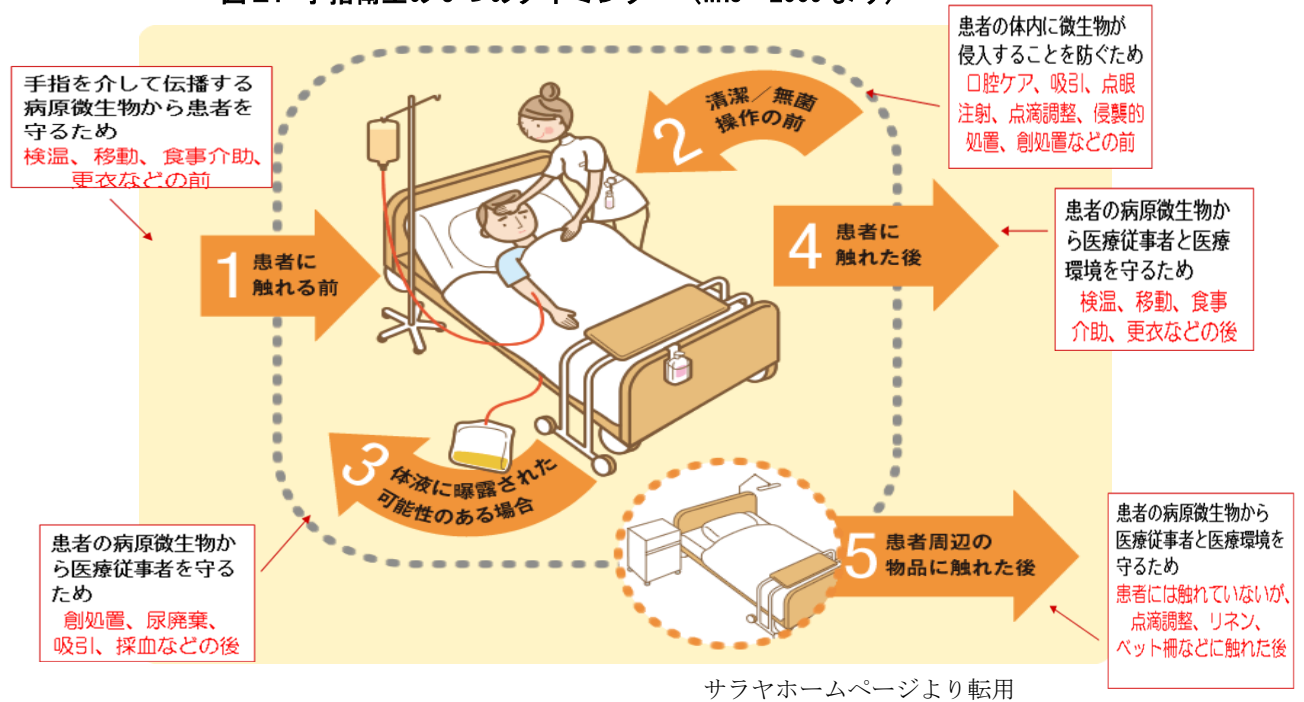 手指を介して伝播する
病原微生物から患者を
守るため
検温、移動、食事介助、
更衣などの前
1 患者に
触れる前
2 清潔／無菌
操作の前
患者の体内に微生物が
侵入することを防ぐため
口腔ケア、吸引、点眼
注射、点滴調整、侵襲的
処置、創処置などの前
3 体液に曝露された
可能性のある場合
患者の病原微生物か
ら医療従事者を守る
ため
創処置、尿廃棄、
吸引、採血などの後
4 患者に
触れた後
患者の病原微生物か
ら医療従事者と医療
環境を守るため
検温、移動、食事
介助、更衣などの後
5 患者周辺の
物品に触れた後
患者の病原微生物から
医療従事者と医療環境を
守るため
患者には触れていないが、
点滴調整、リネン、
ベット柵などに触れた後
サラヤホームページより転用